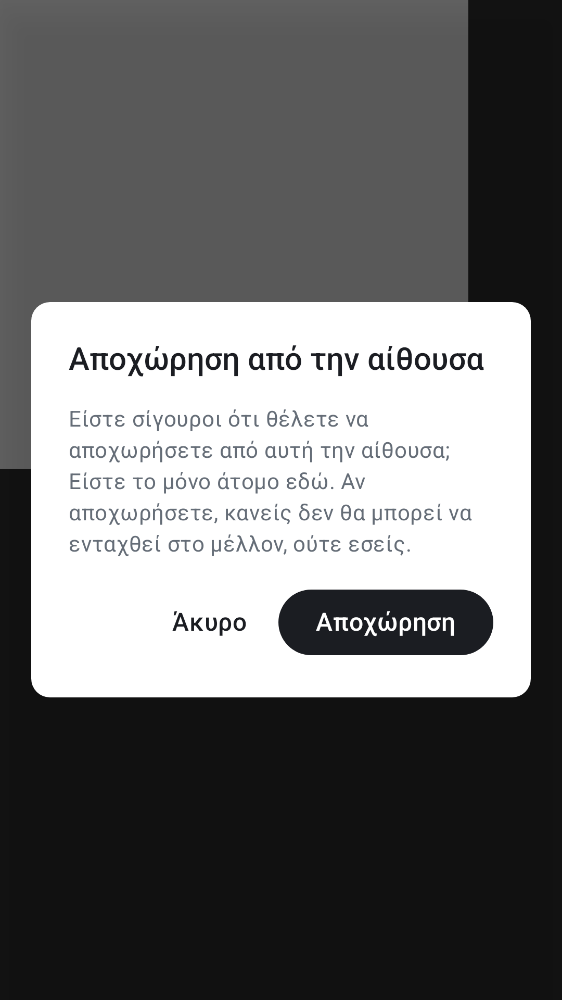 Αποχώρηση από την αίθουσα
Είστε σίγουροι ότι θέλετε να
αποχωρήσετε από αυτή την αίθουσα;
Είστε το μόνο άτομο εδώ. Αν
αποχωρήσετε, κανείς δεν θα μπορεί να
ενταχθεί στο μέλλον, ούτε εσείς.
Άκυρο
Αποχώρηση